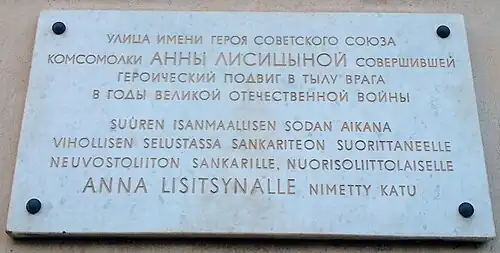 УЛИЦА ИМЕНИ ГЕРОЯ СОВЕТСКОГО СОЮЗА
КОМСОМОЛКИ АННЫ ЛИСИЦЫНОЙ СОВЕРШИВШЕЙ
ГЕРОИЧЕСКИЙ ПОДВИГ В ТЫЛУ ВРАГА
В ГОДЫ ВЕЛИКОЙ ОТЕЧЕСТВЕННОЙ ВОЙНЫ
SUUREN ISANMAALLISEN SODAN AIKANA
VIHOLLISEN SELUSTASSA SANKARITEON SUORITTANEELLE
NEUVOSTOLIITON SANKARILLE, NUORISOLIITTOLAISELLE
ANNA LISITSYNALLE NIMETTY KATU